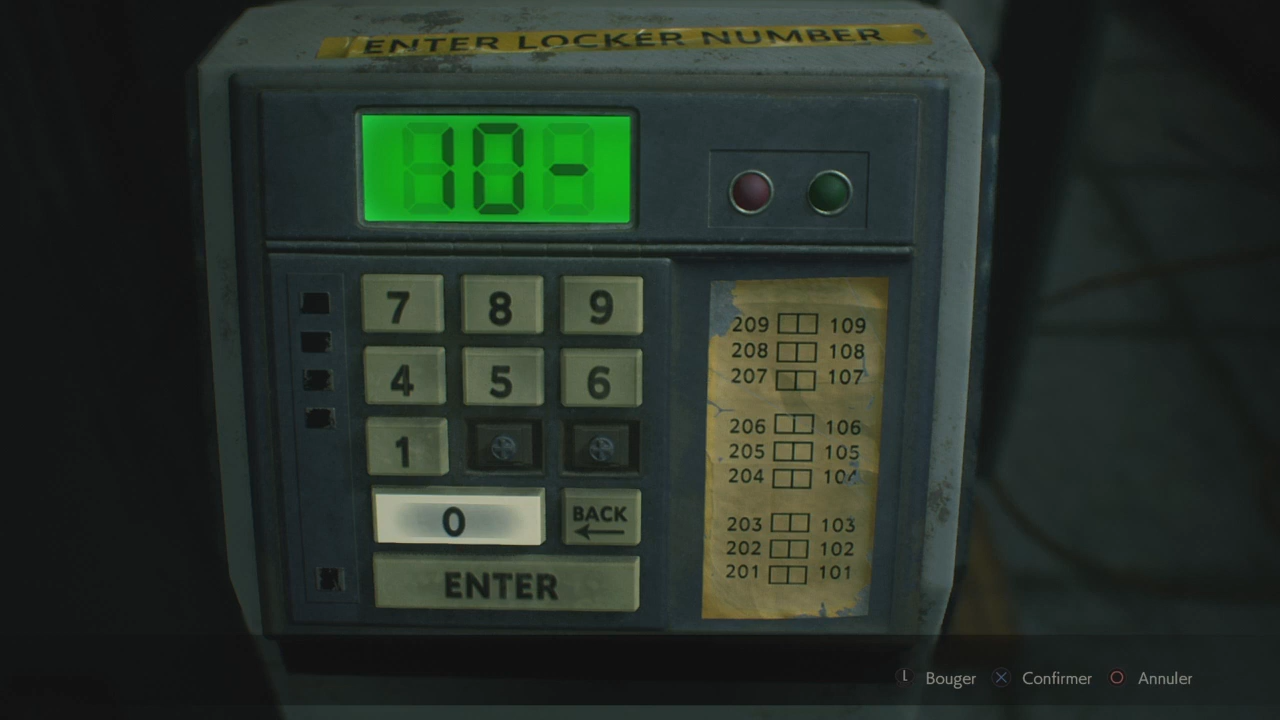 ENTER LOCKER NUMBER
10-
7 8 9
4 5 6
1
0 BACK
ENTER
209 109
208 108
207 107
206 106
205 105
204 104
203 103
202 102
201 101
L Bouger Confirmer Annuler